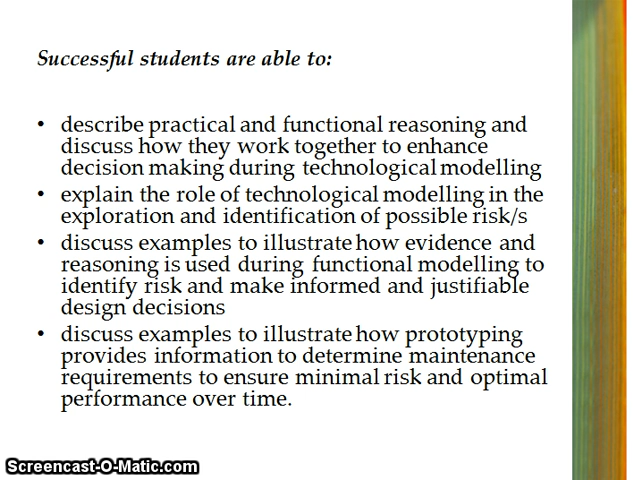 Successful students are able to:
• describe practical and functional reasoning and
discuss how they work together to enhance
decision making during technological modelling
• explain the role of technological modelling in the
exploration and identification of possible risk/s
• discuss examples to illustrate how evidence and
reasoning is used during functional modelling to
identify risk and make informed and justifiable
design decisions
• discuss examples to illustrate how prototyping
provides information to determine maintenance
requirements to ensure minimal risk and optimal
performance over time.
Screencast-O-Matic.com